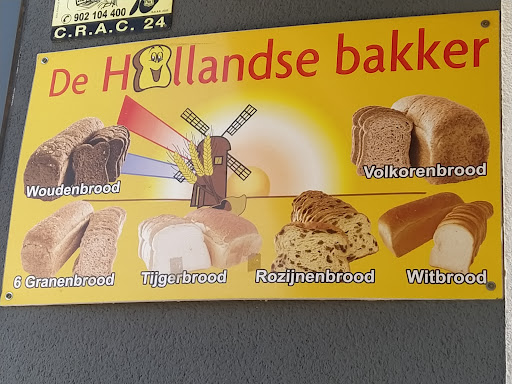 902 104 400
C.R.A.C. 24
De Hollandse bakker
Woudenbrood
Volkorenbrood
6 Granenbrood
Tijgerbrood
Rozijnenbrood
Witbrood